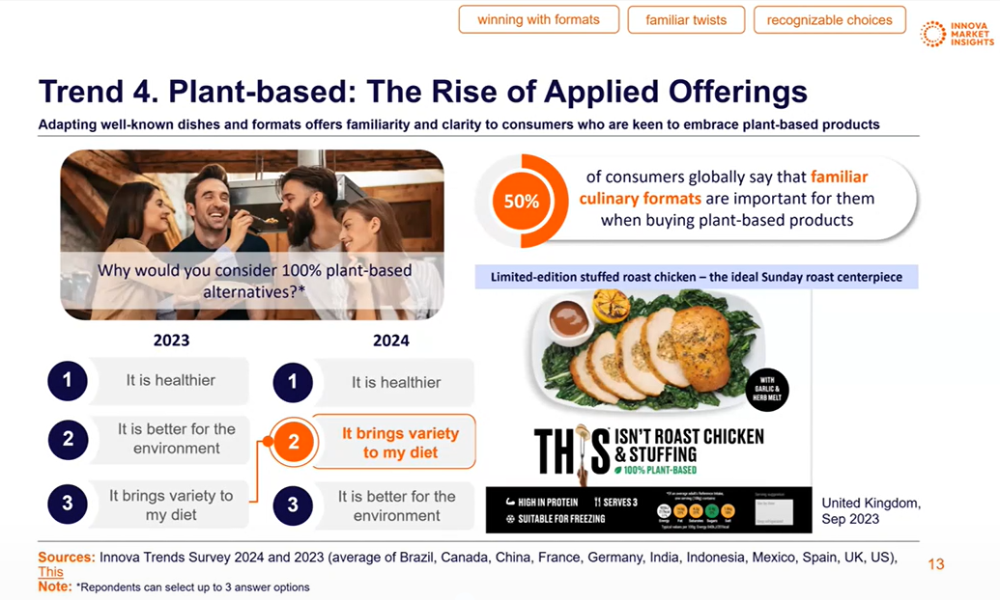 winning with formats
familiar twists
recognizable choices
INNOVA
MARKET
INSIGHTS
Trend 4. Plant-based: The Rise of Applied Offerings
Adapting well-known dishes and formats offers familiarity and clarity to consumers who are keen to embrace plant-based products
Why would you consider 100% plant-based
alternatives?*
2023
1
It is healthier
2
It is better for the
environment
3
It brings variety to
my diet
2024
1
It is healthier
2
It brings variety
to my diet
3
It is better for the
environment
50%
of consumers globally say that familiar
culinary formats are important for them
when buying plant-based products
Limited-edition stuffed roast chicken – the ideal Sunday roast centerpiece
WITH
GARLIC &
HERB MELT
THIS
ISN'T ROAST CHICKEN
& STUFFING
100% PLANT-BASED
HIGH IN PROTEIN
SERVES 3
SUITABLE FOR FREEZING
United Kingdom,
Sep 2023
Sources: Innova Trends Survey 2024 and 2023 (average of Brazil, Canada, China, France, Germany, India, Indonesia, Mexico, Spain, UK, US),
This
Note: *Repondents can select up to 3 answer options
13